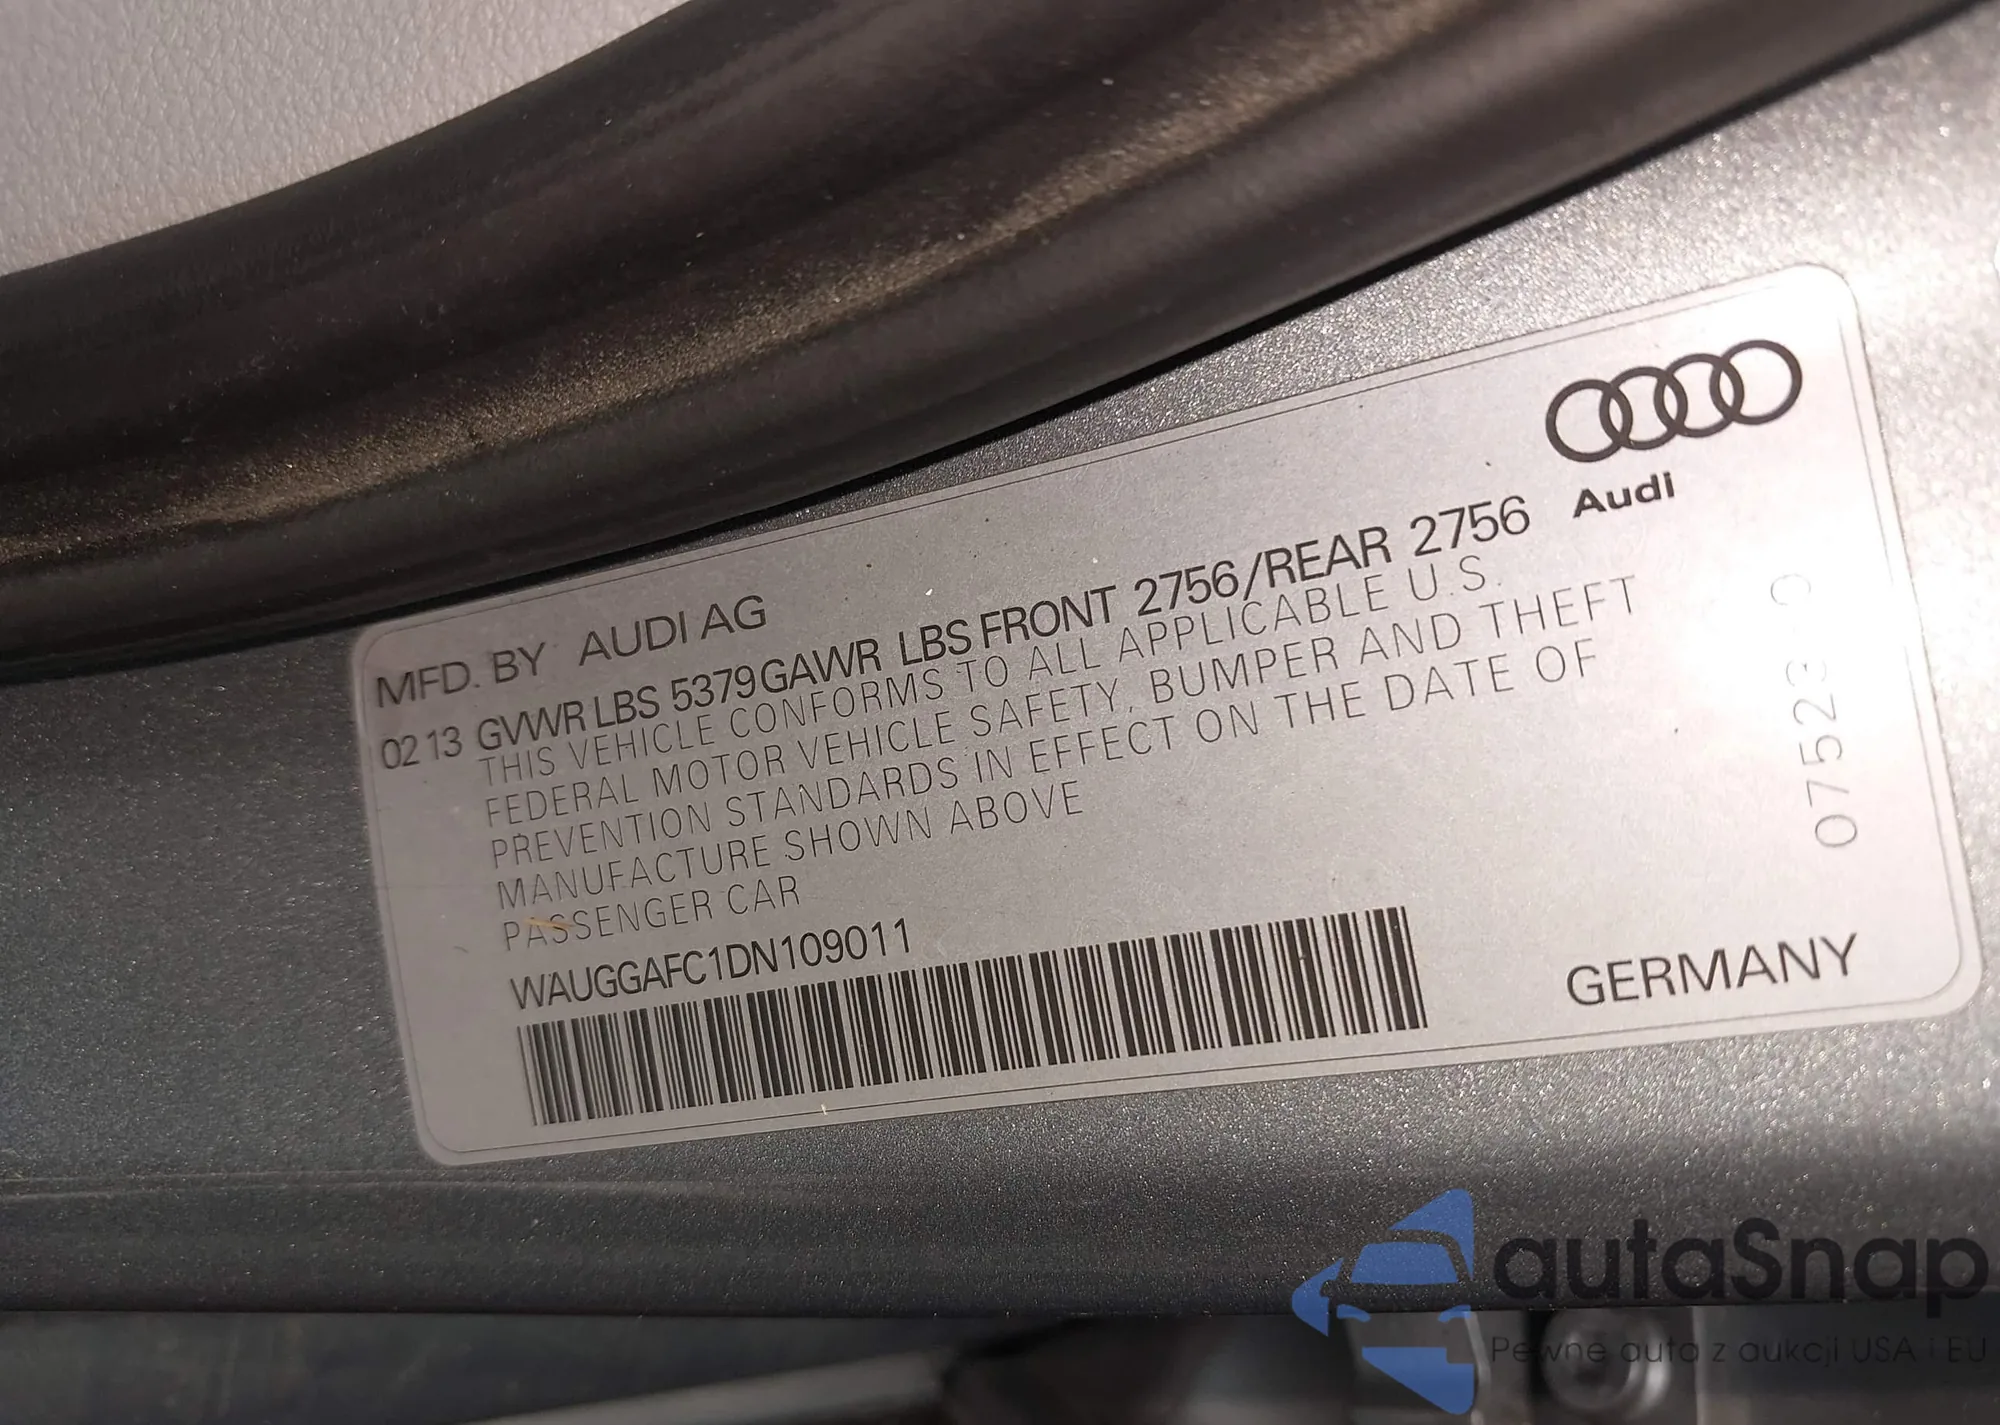 Audi
MFD. BY AUDI AG
02 13 GVWR LBS 5379 GAWR LBS FRONT 2756/REAR 2756
THIS VEHICLE CONFORMS TO ALL APPLICABLE U.S.
FEDERAL MOTOR VEHICLE SAFETY, BUMPER AND THEFT
PREVENTION STANDARDS IN EFFECT ON THE DATE OF
MANUFACTURE SHOWN ABOVE
PASSENGER CAR
WAUGGAFC1DN109011
GERMANY
autaSnap
Pewne auta z aukcji USA i EU